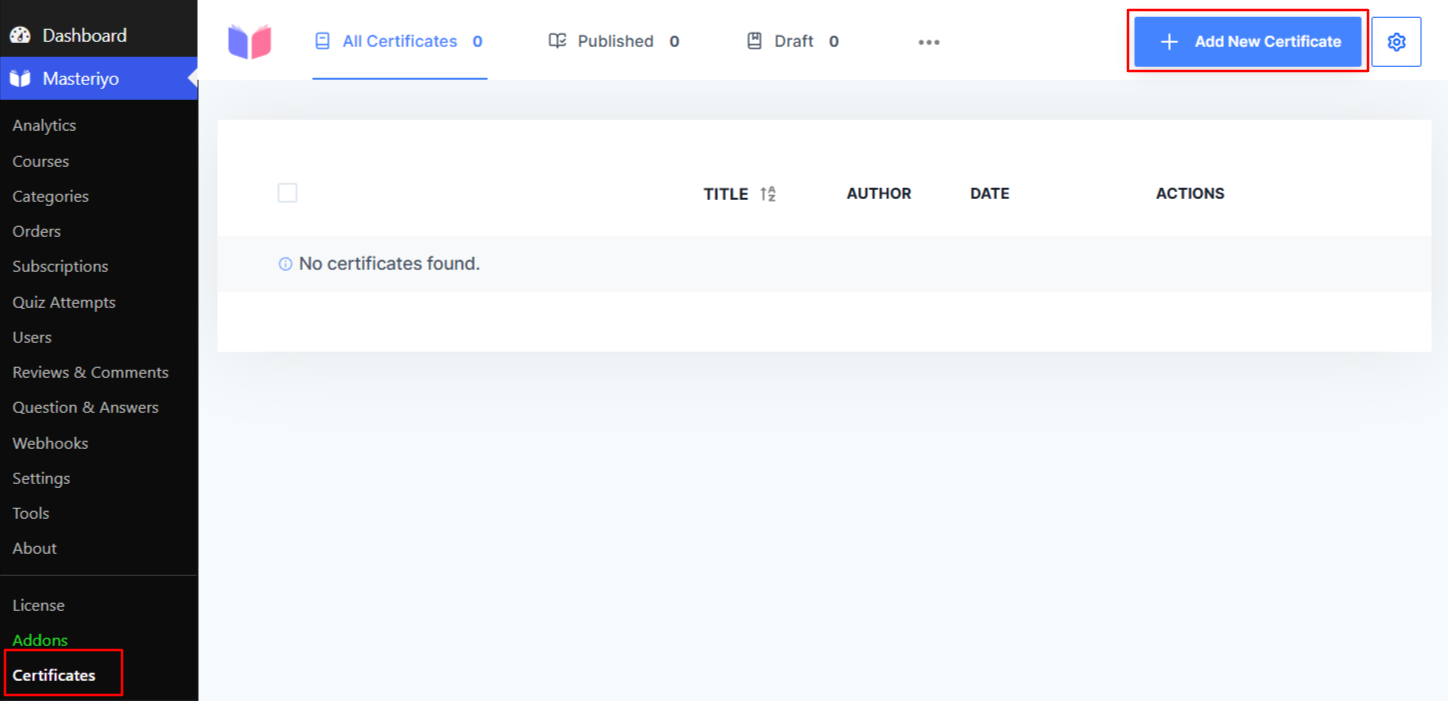 Dashboard
Masteriyo
Analytics
Courses
Categories
Orders
Subscriptions
Quiz Attempts
Users
Reviews & Comments
Question & Answers
Webhooks
Settings
Tools
About
License
Addons
Certificates
All Certificates 0 Published 0 Draft 0 ••• + Add New Certificate
TITLE AUTHOR DATE ACTIONS
No certificates found.